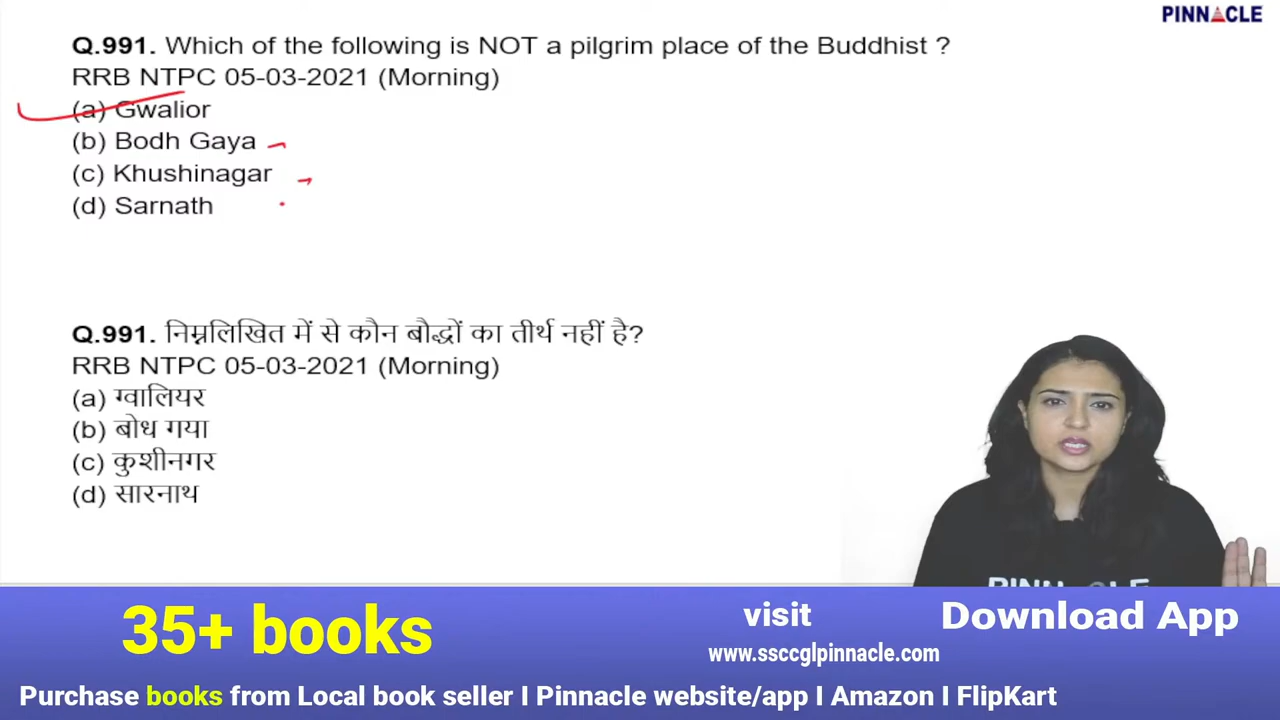 PINNACLE
Q.991. Which of the following is NOT a pilgrim place of the Buddhist ?
RRB NTPC 05-03-2021 (Morning)
(a) Gwalior
(b) Bodh Gaya
(c) Khushinagar
(d) Sarnath
Q.991. निम्नलिखित में से कौन बौद्धों का तीर्थ नहीं है?
RRB NTPC 05-03-2021 (Morning)
(a) ग्वालियर
(b) बोध गया
(c) कुशीनगर
(d) सारनाथ
PINNACLE
35+ books
visit
www.ssccglpinnacle.com
Download App
Purchase books from Local book seller I Pinnacle website/app I Amazon I FlipKart